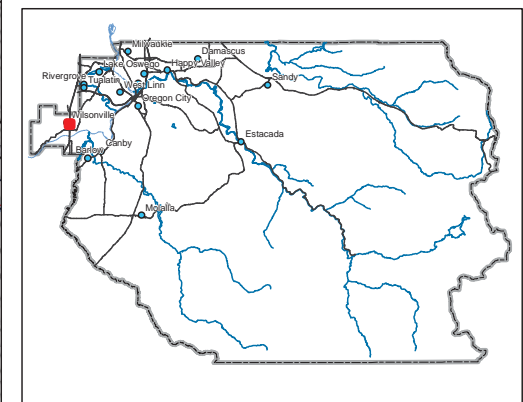 Milwaukie
Damascus
Lake Oswego
Happy Valley
Rivergrove
Tualatin
West Linn
Sandy
Oregon City
Wilsonville
Estacada
Canby
Barlow
Molalla